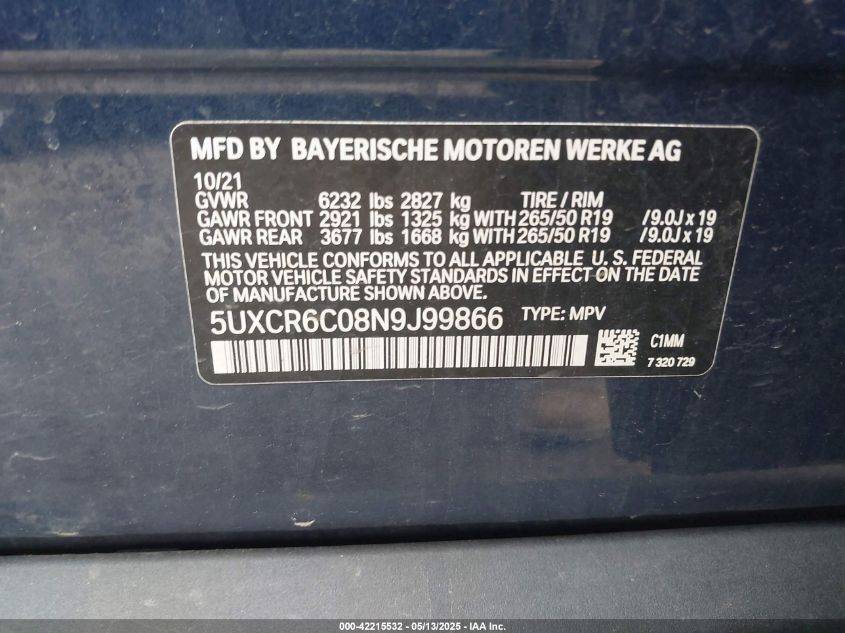 MFD BY BAYERISCHE MOTOREN WERKE AG
10/21
GVWR 6232 lbs 2827 kg TIRE / RIM
GAWR FRONT 2921 lbs 1325 kg WITH 265/50 R19 /9.0J x 19
GAWR REAR 3677 lbs 1668 kg WITH 265/50 R19 /9.0J x 19
THIS VEHICLE CONFORMS TO ALL APPLICABLE U. S. FEDERAL
MOTOR VEHICLE SAFETY STANDARDS IN EFFECT ON THE DATE
OF MANUFACTURE SHOWN ABOVE.
5UXCR6C08N9J99866 TYPE: MPV
C1MM
7 320 729
000-42215532 --- 05/13/2025 --- IAA Inc.